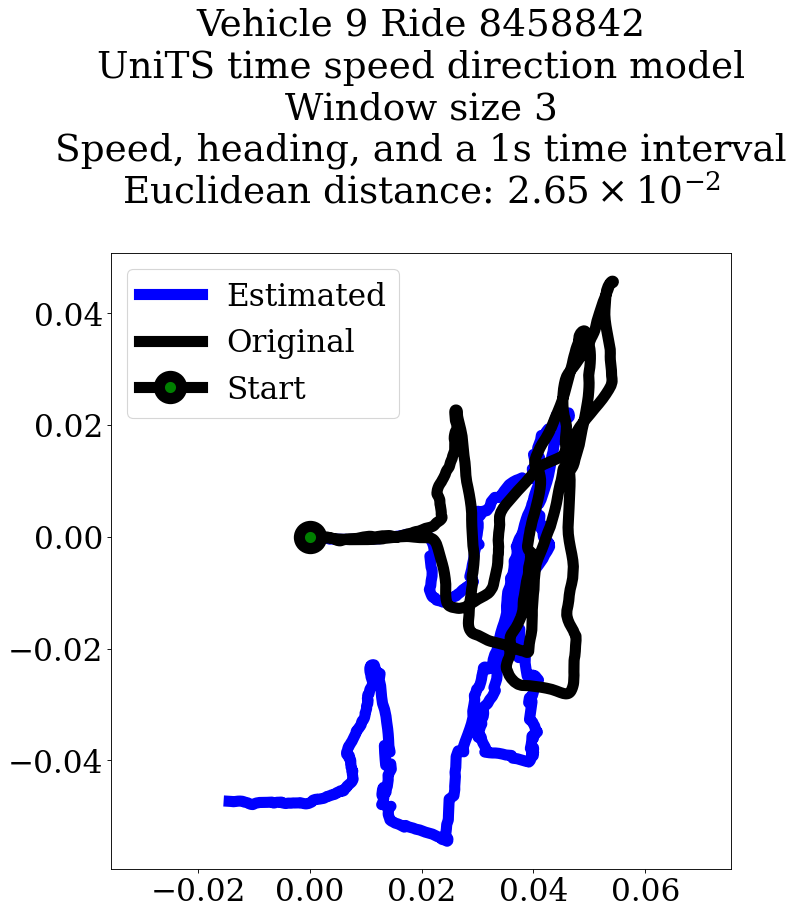 Vehicle 9 Ride 8458842
UniTS time speed direction model
Window size 3
Speed, heading, and a 1s time interval
Euclidean distance: 2.65 × 10⁻²
Estimated
Original
Start
0.04
0.02
0.00
−0.02
−0.04
−0.02 0.00 0.02 0.04 0.06